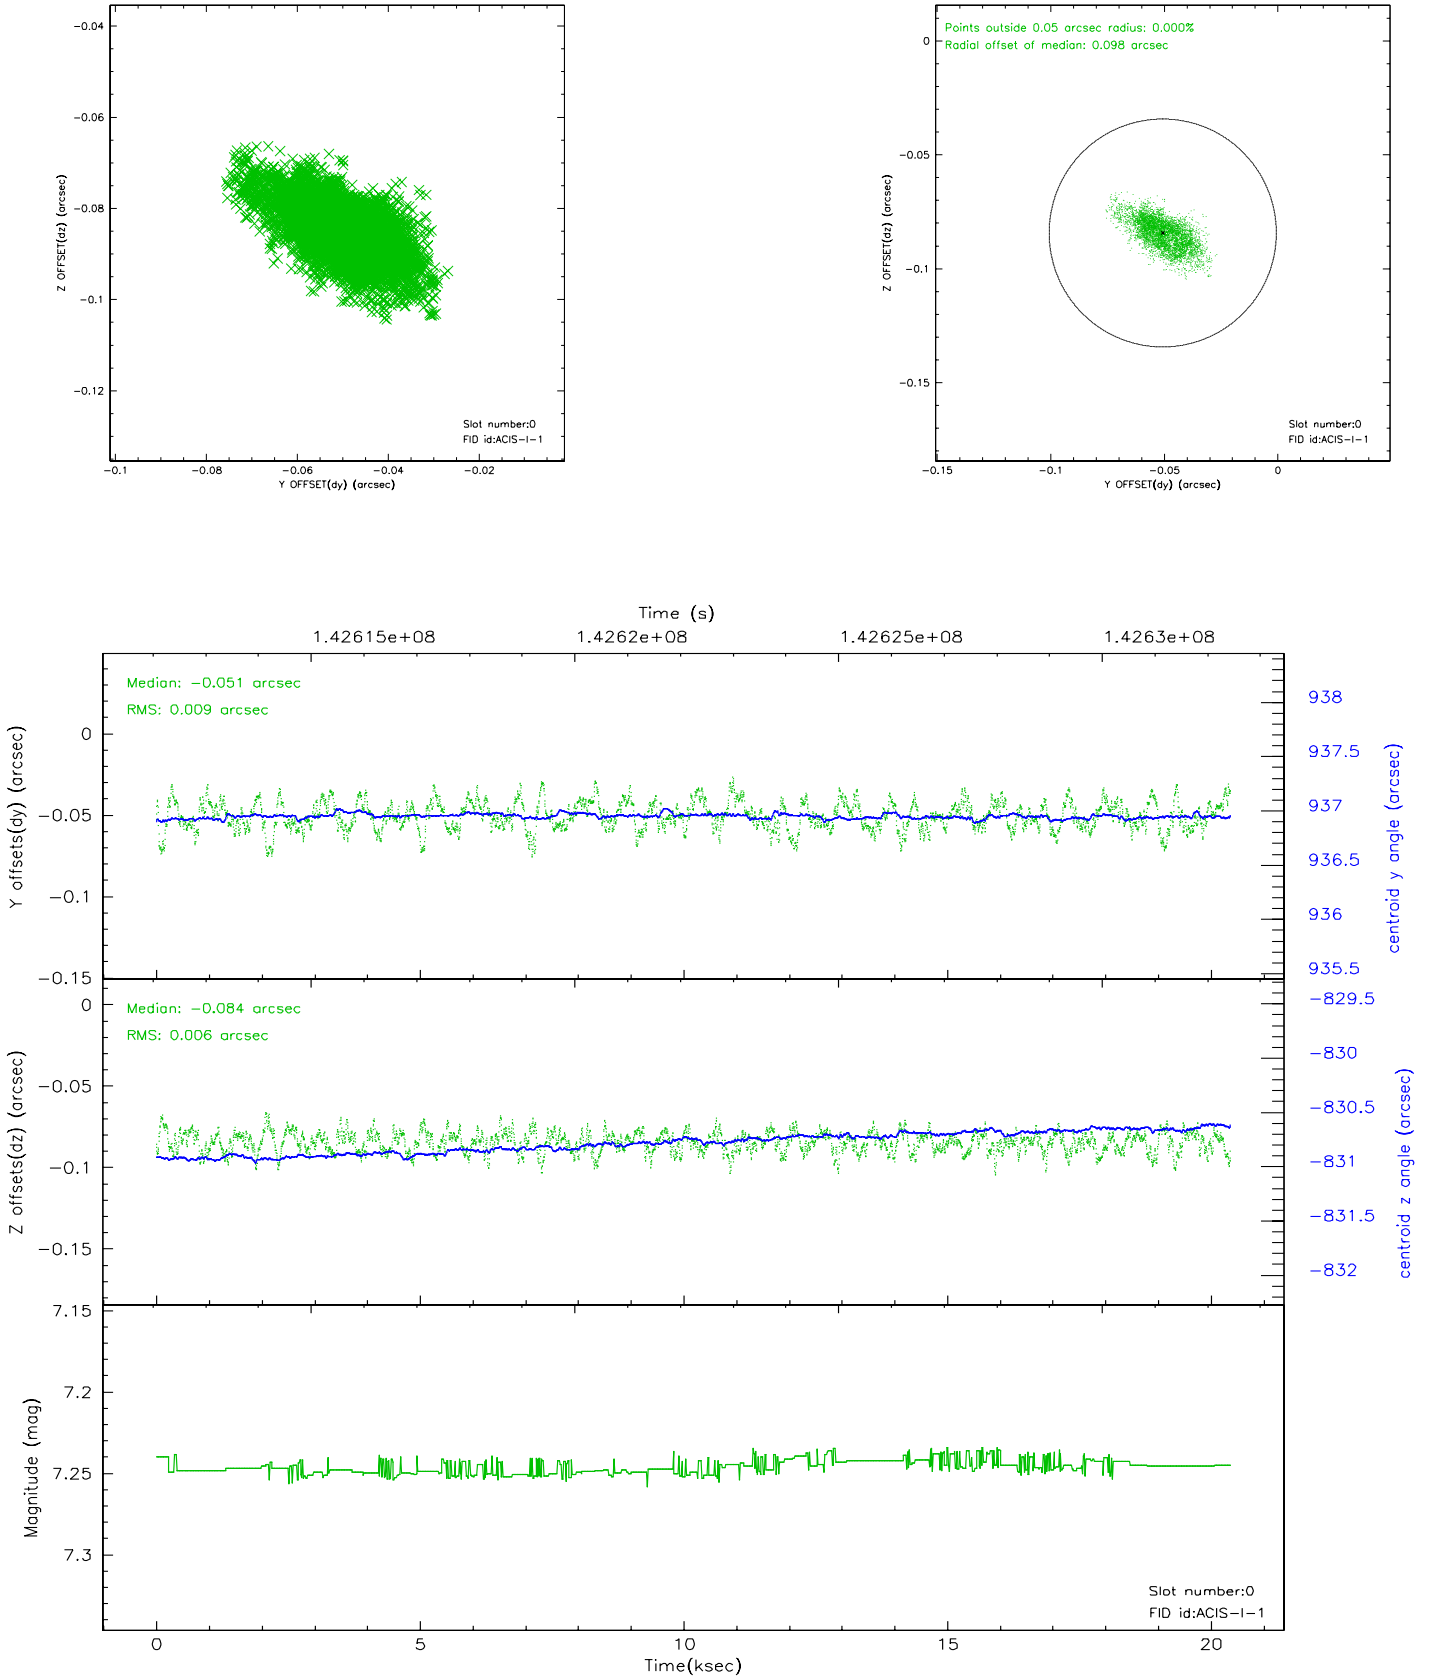 -0.04
-0.06
-0.08
-0.1
-0.12
Z OFFSET(dz) (arcsec)
Slot number:0
FID id:ACIS-I-1
-0.1 -0.08 -0.06 -0.04 -0.02
Y OFFSET(dy) (arcsec)
Points outside 0.05 arcsec radius: 0.000%
Radial offset of median: 0.098 arcsec
0
-0.05
-0.1
-0.15
Z OFFSET(dz) (arcsec)
Slot number:0
FID id:ACIS-I-1
-0.15 -0.1 -0.05 0
Y OFFSET(dy) (arcsec)
Time (s)
1.42615e+08 1.4262e+08 1.42625e+08 1.4263e+08
Median: -0.051 arcsec
RMS: 0.009 arcsec
0
-0.05
-0.1
-0.15
Y offsets(dy) (arcsec)
938
937.5
937
936.5
936
935.5
centroid y angle (arcsec)
Median: -0.084 arcsec
RMS: 0.006 arcsec
0
-0.05
-0.1
-0.15
Z offsets(dz) (arcsec)
-829.5
-830
-830.5
-831
-831.5
-832
centroid z angle (arcsec)
7.15
7.2
7.25
7.3
Magnitude (mag)
Slot number:0
FID id:ACIS-I-1
0 5 10 15 20
Time(ksec)